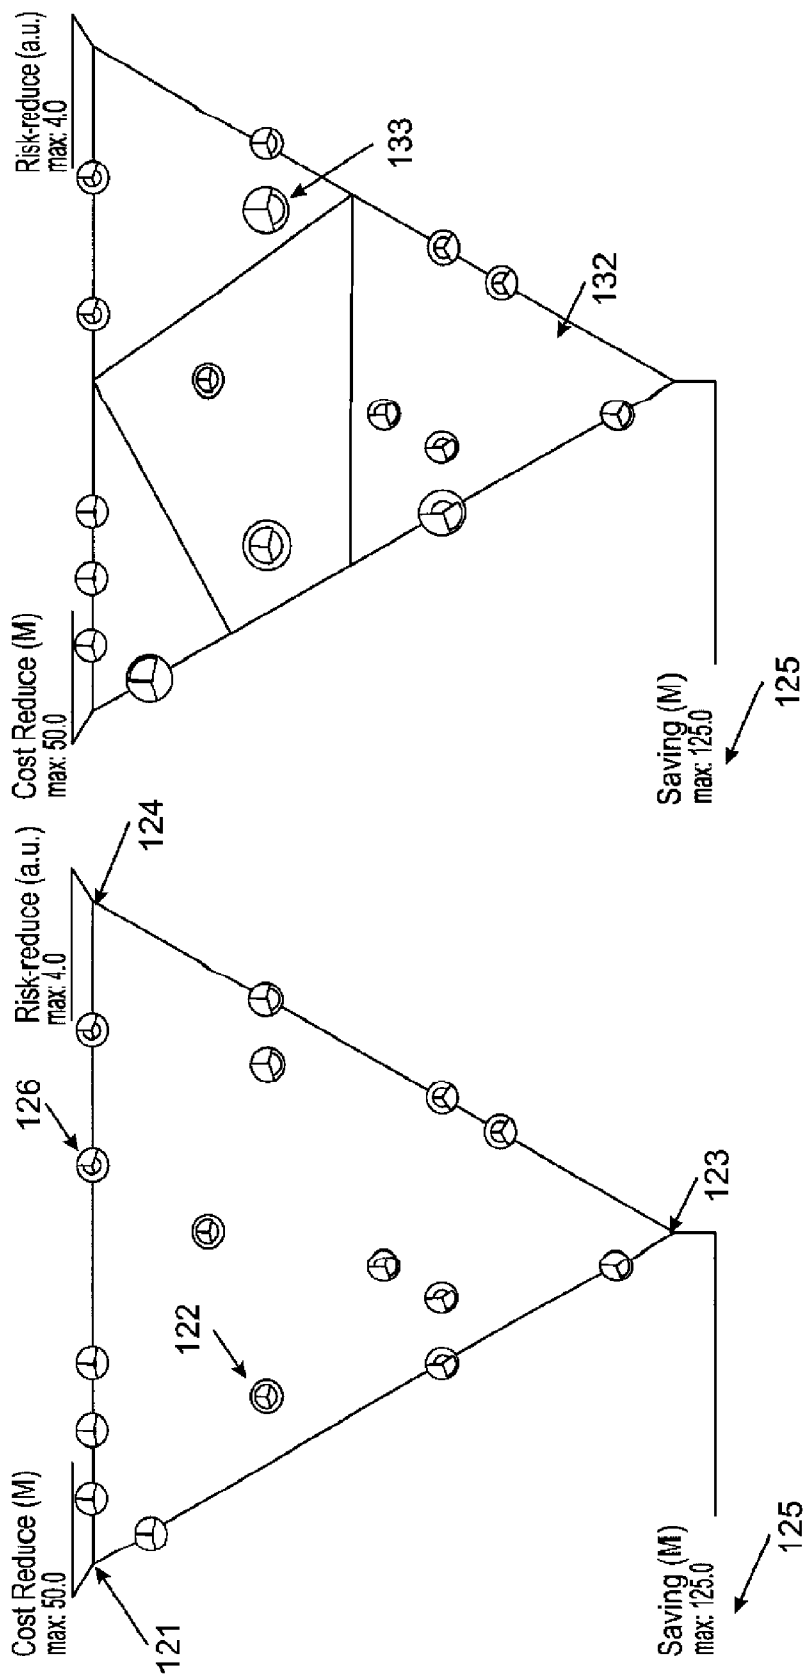 Risk-reduce (a.u.)
max: 4.0
133
132
Cost Reduce (M)
max: 50.0
Saving (M)
max: 125.0
125
124
Risk-reduce (a.u.)
max: 4.0
126
123
122
Cost Reduce (M)
max: 50.0
121
Saving (M)
max: 125.0
125